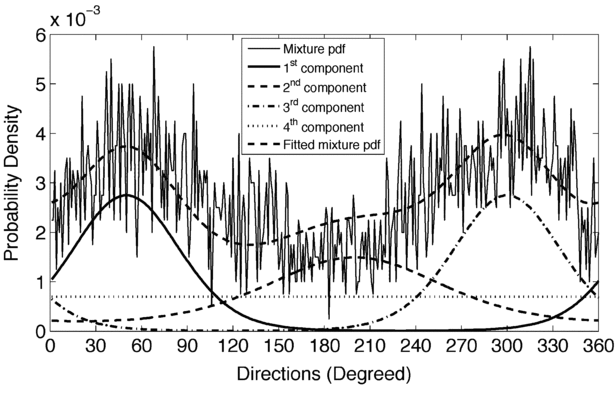 x 10⁻³
6
5
4
3
2
1
0
Probability Density
Mixture pdf
1st component
2nd component
3rd component
4th component
Fitted mixture pdf
0 30 60 90 120 150 180 210 240 270 300 330 360
Directions (Degreed)